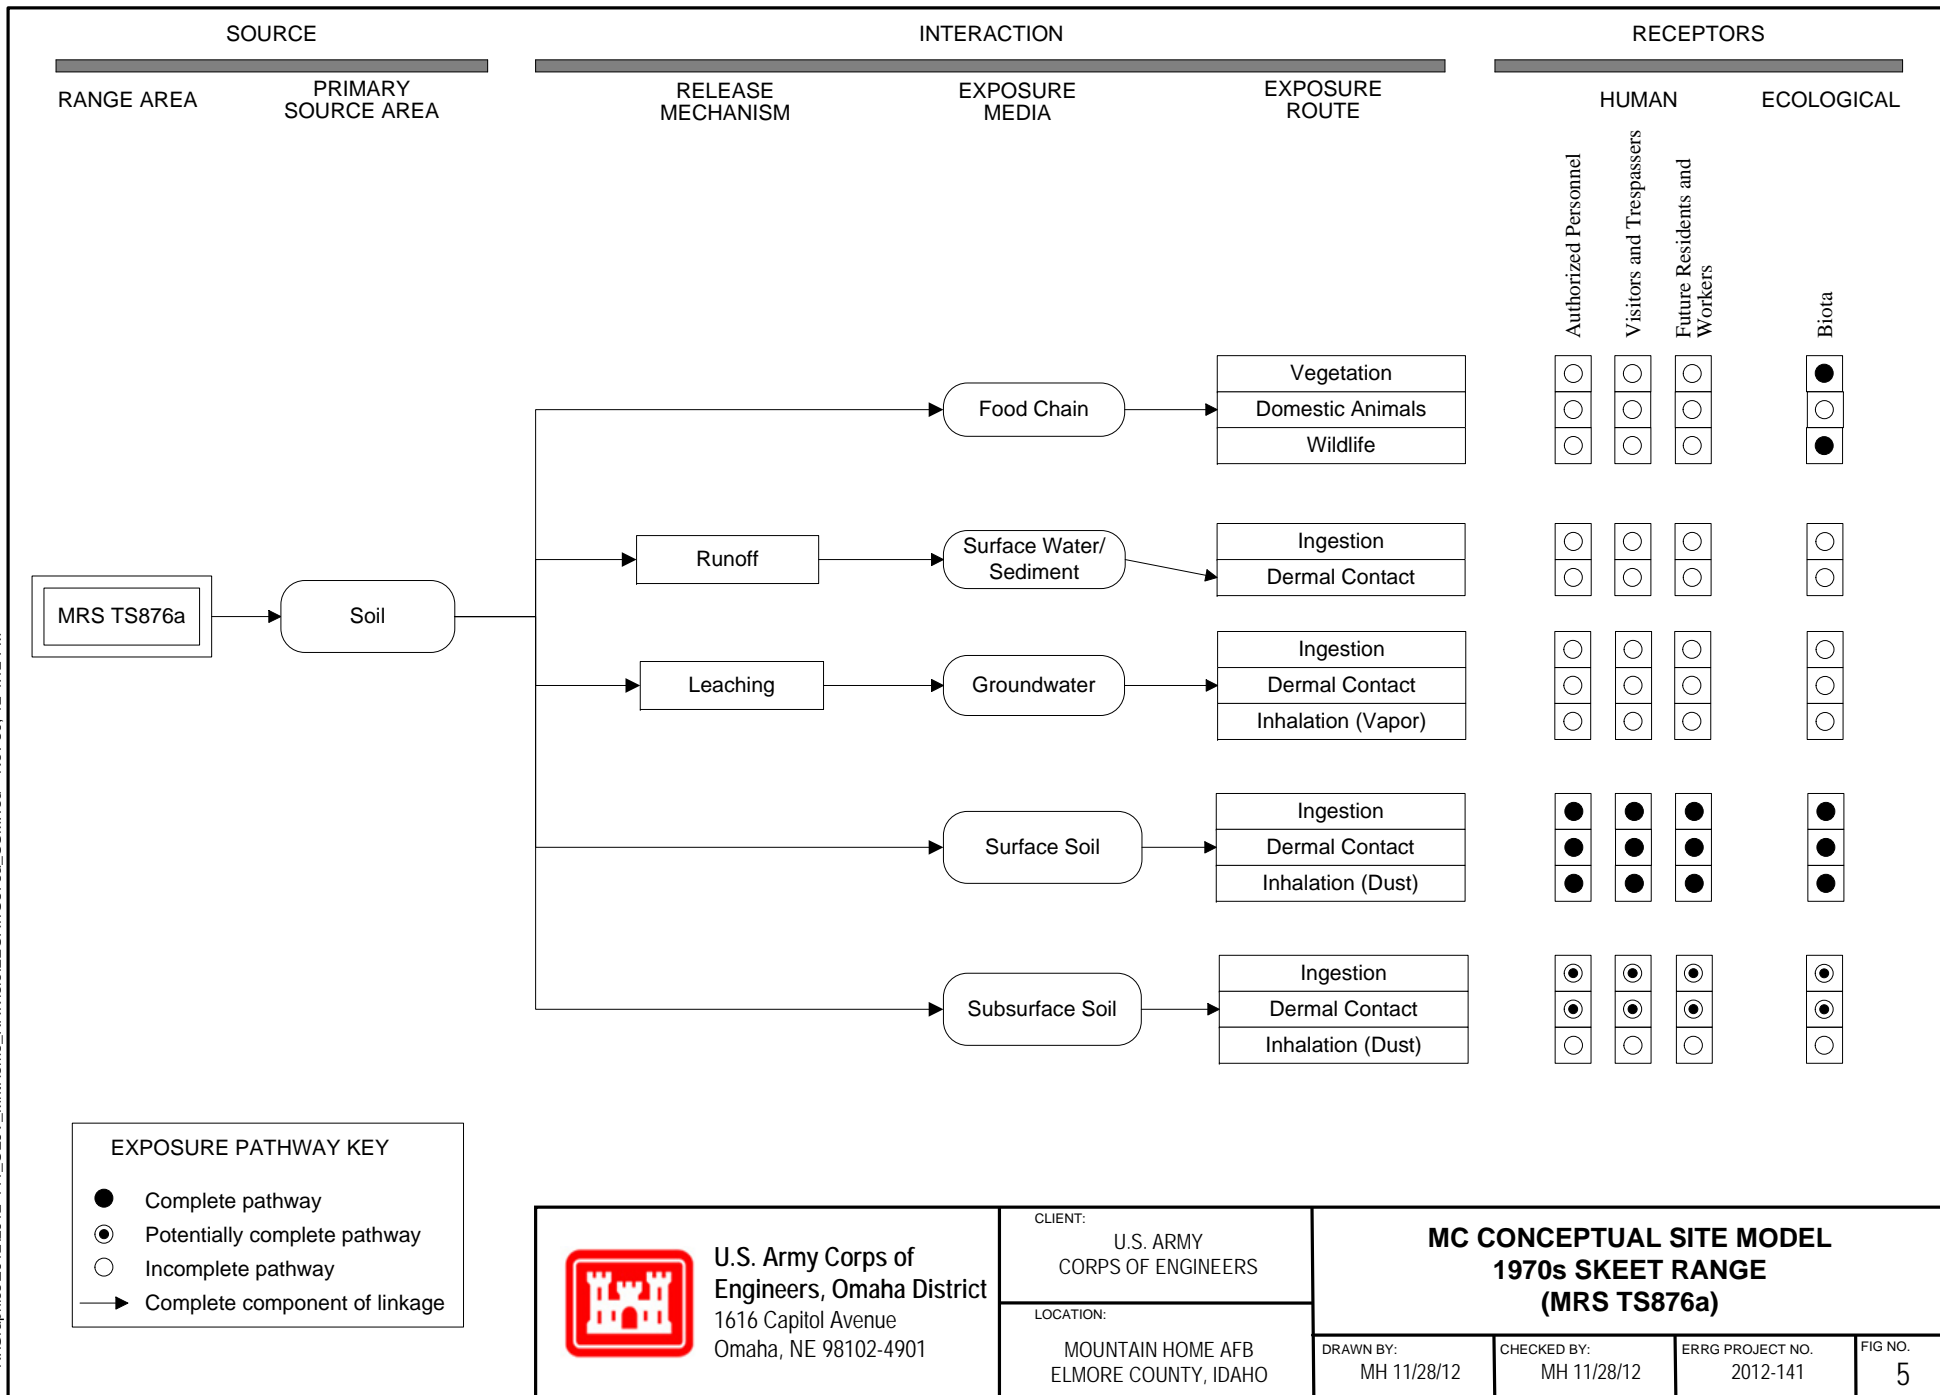 SOURCE
INTERACTION
RECEPTORS
RANGE AREA
PRIMARY
SOURCE AREA
RELEASE
MECHANISM
EXPOSURE
MEDIA
EXPOSURE
ROUTE
HUMAN
ECOLOGICAL
Authorized Personnel
Visitors and Trespassers
Future Residents and
Workers
Biota
MRS TS876a
Soil
Food Chain
Vegetation
Domestic Animals
Wildlife
Runoff
Surface Water/
Sediment
Ingestion
Dermal Contact
Leaching
Groundwater
Ingestion
Dermal Contact
Inhalation (Vapor)
Surface Soil
Ingestion
Dermal Contact
Inhalation (Dust)
Subsurface Soil
Ingestion
Dermal Contact
Inhalation (Dust)
EXPOSURE PATHWAY KEY
Complete pathway
Potentially complete pathway
Incomplete pathway
Complete component of linkage
U.S. Army Corps of
Engineers, Omaha District
1616 Capitol Avenue
Omaha, NE 98102-4901
CLIENT:
U.S. ARMY
CORPS OF ENGINEERS
LOCATION:
MOUNTAIN HOME AFB
ELMORE COUNTY, IDAHO
MC CONCEPTUAL SITE MODEL
1970s SKEET RANGE
(MRS TS876a)
DRAWN BY:
MH 11/28/12
CHECKED BY:
MH 11/28/12
ERRG PROJECT NO.
2012-141
FIG NO.
5